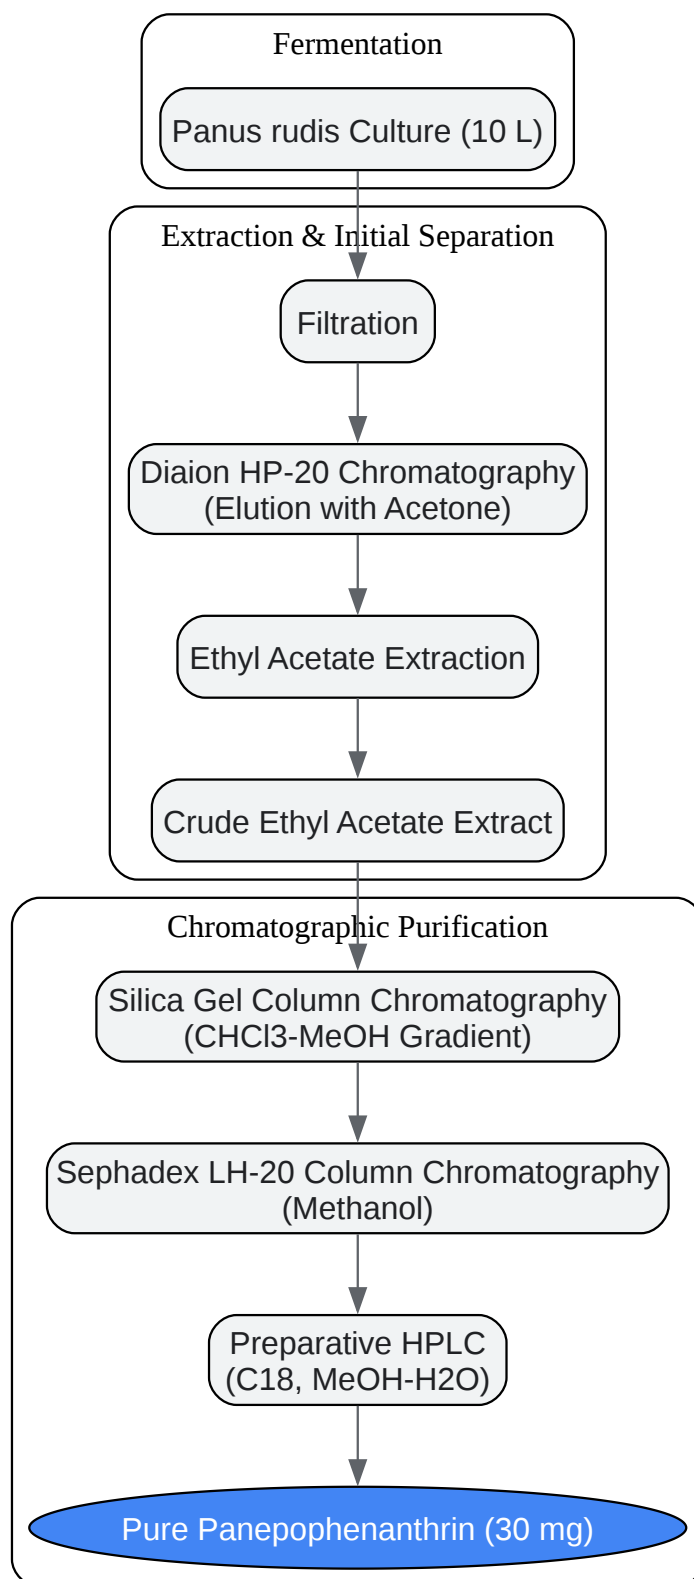 Fermentation
Panus rudis Culture (10 L)
Extraction & Initial Separation
Filtration
Diaion HP-20 Chromatography
(Elution with Acetone)
Ethyl Acetate Extraction
Crude Ethyl Acetate Extract
Chromatographic Purification
Silica Gel Column Chromatography
(CHCl3-MeOH Gradient)
Sephadex LH-20 Column Chromatography
(Methanol)
Preparative HPLC
(C18, MeOH-H2O)
Pure Panepophenanthrin (30 mg)